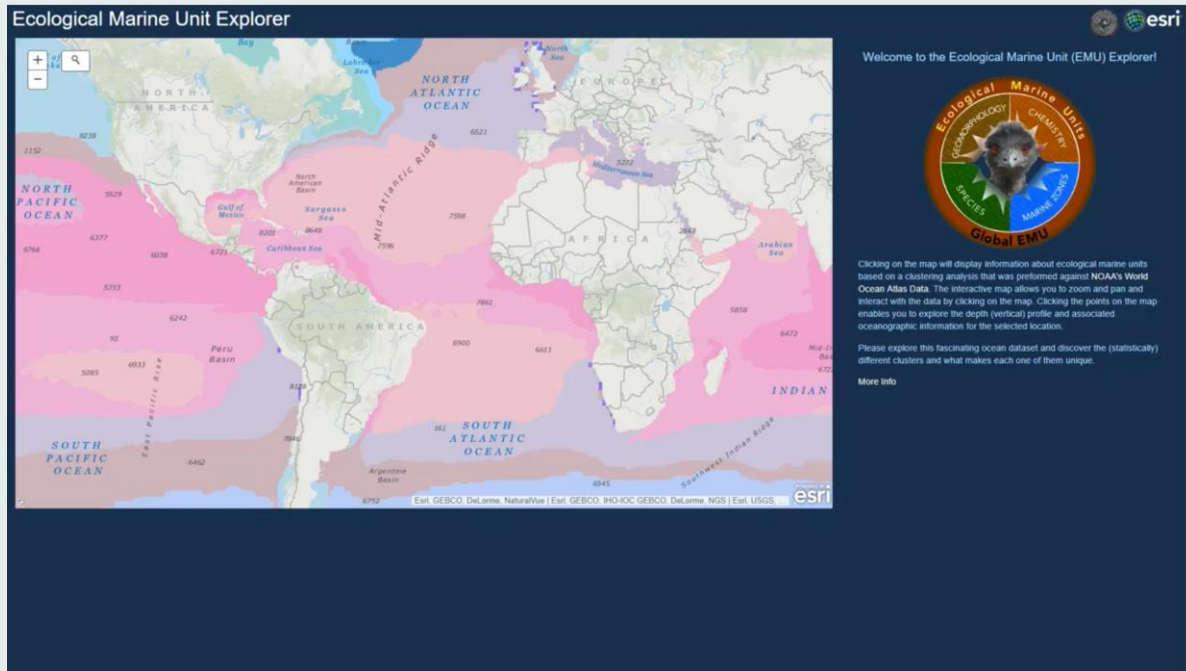 Ecological Marine Unit Explorer
esri
+
−
Bay
Labrador
Sea
North
Sea
NORTH
AMERICA
EUROPE
NORTH
ATLANTIC
OCEAN
8238
6521
1152
Mid-Atlantic Ridge
5272
Mediterranean Sea
NORTH
PACIFIC
OCEAN
5529
North
American
Basin
Gulf of
Mexico
Sargasso
Sea
7598
8201
8648
AFRICA
Arabian
Sea
6766
6377
6038
6721
Caribbean Sea
7596
5733
7861
5858
6242
SOUTH AMERICA
93
Peru
Basin
6900
6611
6472
5085
6933
East Pacific Rise
8128
INDIAN
161
SOUTH
ATLANTIC
OCEAN
SOUTH
PACIFIC
OCEAN
7846
6462
Argentine
Basin
Southwest Indian Ridge
6752
6945
Esri, GEBCO, DeLorme, NaturalVue | Esri, GEBCO, IHO-IOC GEBCO, DeLorme, NGS | Esri, USGS,
esri
Welcome to the Ecological Marine Unit (EMU) Explorer!
Ecological Marine Units
GEOMORPHOLOGY
CHEMISTRY
SPECIES
MARINE ZONES
Global EMU
Clicking on the map will display information about ecological marine units
based on a clustering analysis that was preformed against NOAA's World
Ocean Atlas Data. The interactive map allows you to zoom and pan and
interact with the data by clicking on the map. Clicking the points on the map
enables you to explore the depth (vertical) profile and associated
oceanographic information for the selected location.
Please explore this fascinating ocean dataset and discover the (statistically)
different clusters and what makes each one of them unique.
More Info